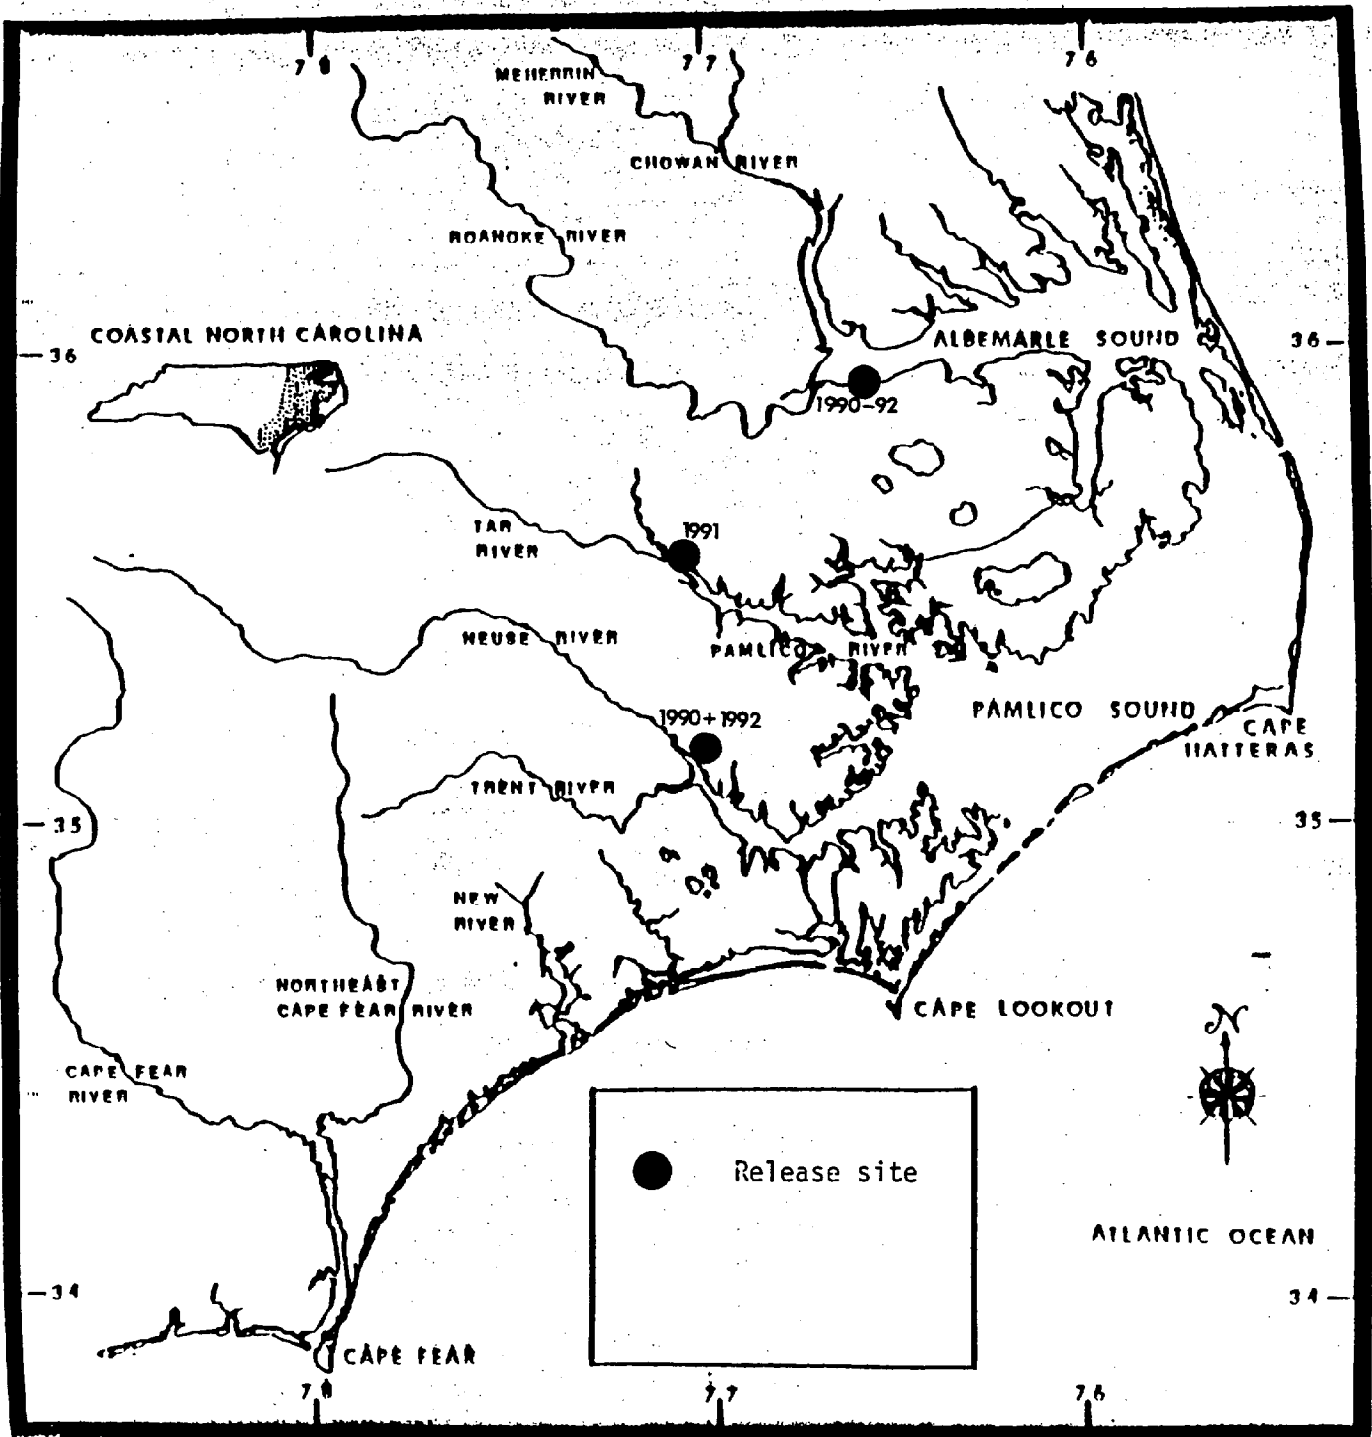 78
77
76
MEHERRIN
RIVER
CHOWAN RIVER
ROANOKE RIVER
COASTAL NORTH CAROLINA
36
ALBEMARLE SOUND
36
1990-92
1991
TAR
RIVER
NEUSE RIVER
PAMLICO RIVER
1990+1992
PAMLICO SOUND
CAPE
HATTERAS
TRENT RIVER
35
35
NEW
RIVER
NORTHEAST
CAPE FEAR RIVER
CAPE LOOKOUT
N
CAPE FEAR
RIVER
Release site
ATLANTIC OCEAN
34
34
CAPE FEAR
78
77
76